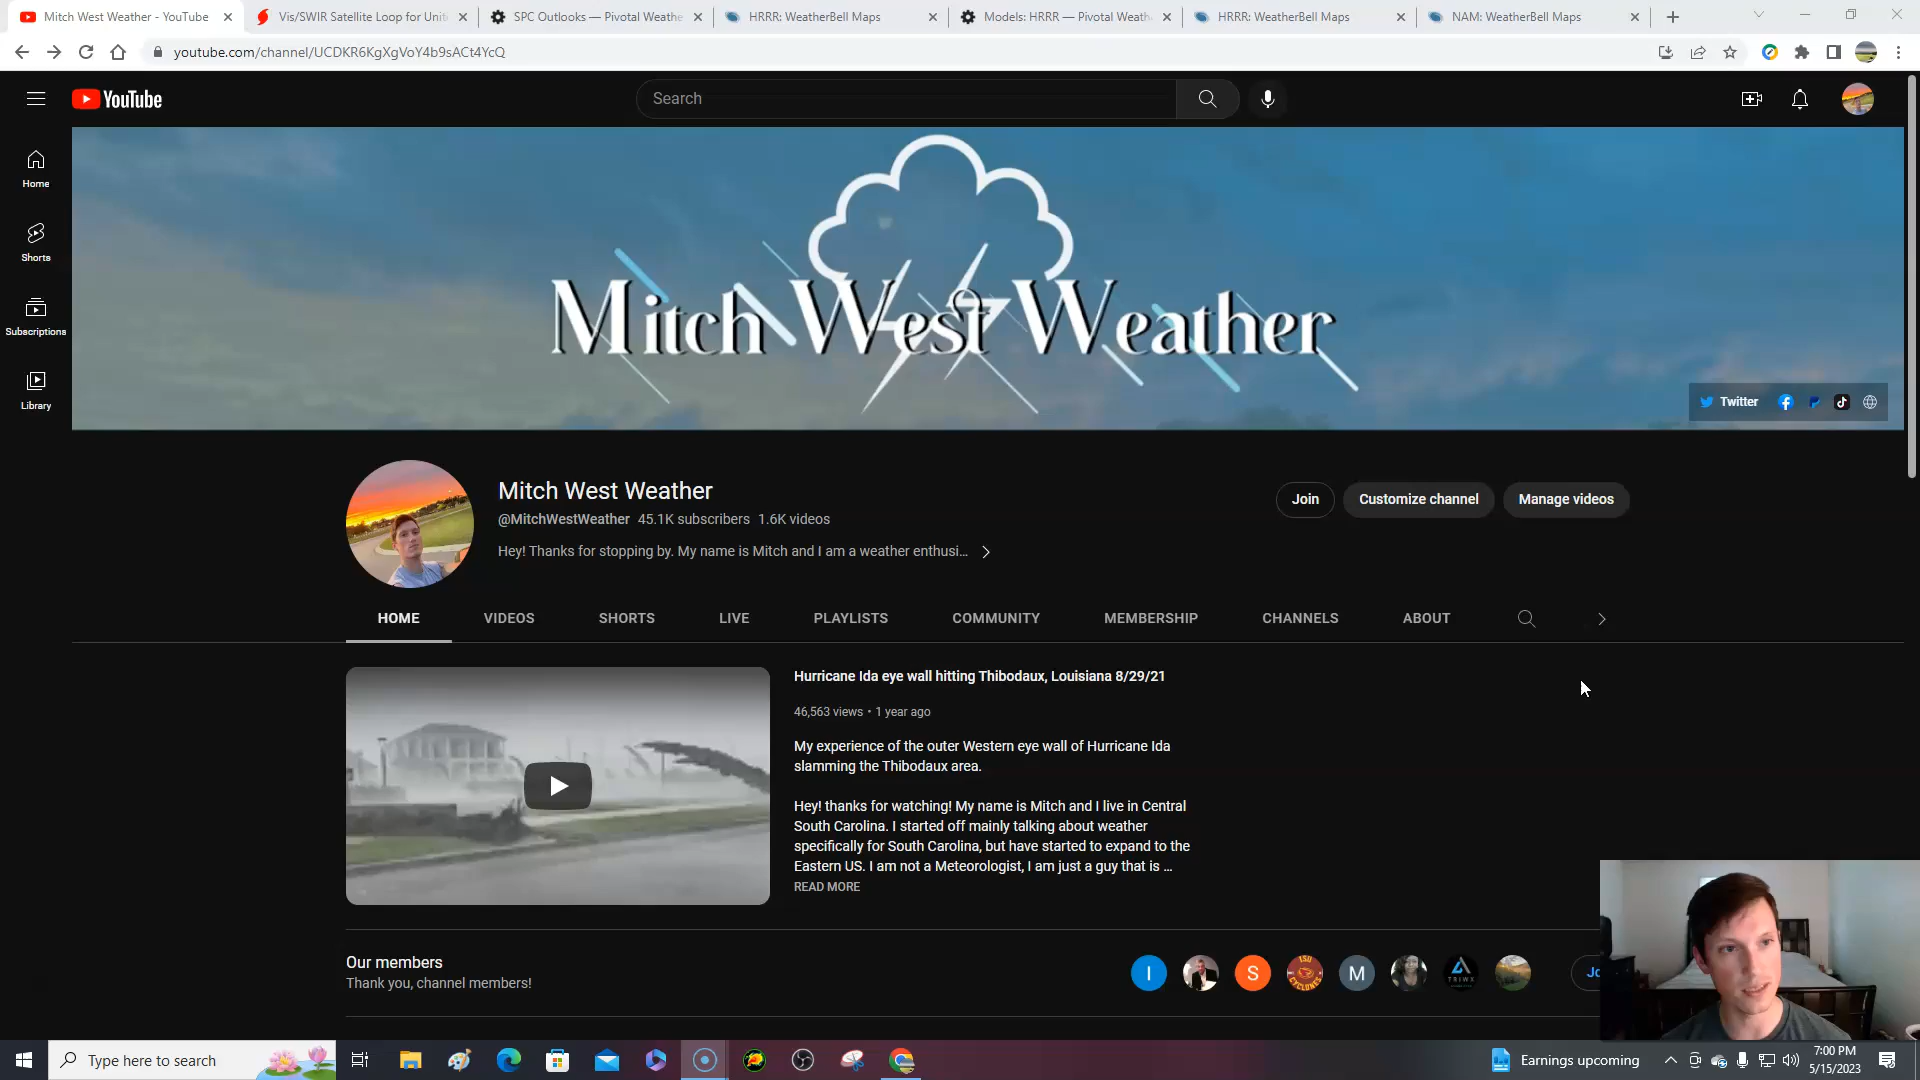 Mitch West Weather - YouTube
Vis/SWIR Satellite Loop for Unit
SPC Outlooks — Pivotal Weathe
HRRR: WeatherBell Maps
Models: HRRR — Pivotal Weath
HRRR: WeatherBell Maps
NAM: WeatherBell Maps
youtube.com/channel/UCDKR6KgXgVoY4b9sACt4YcQ
YouTube
Search
Home
Shorts
Subscriptions
Library
Mitch West Weather
Twitter
Mitch West Weather
@MitchWestWeather 45.1K subscribers 1.6K videos
Hey! Thanks for stopping by. My name is Mitch and I am a weather enthusi...
Join
Customize channel
Manage videos
HOME
VIDEOS
SHORTS
LIVE
PLAYLISTS
COMMUNITY
MEMBERSHIP
CHANNELS
ABOUT
Hurricane Ida eye wall hitting Thibodaux, Louisiana 8/29/21
46,563 views • 1 year ago
My experience of the outer Western eye wall of Hurricane Ida
slamming the Thibodaux area.
Hey! thanks for watching! My name is Mitch and I live in Central
South Carolina. I started off mainly talking about weather
specifically for South Carolina, but have started to expand to the
Eastern US. I am not a Meteorologist, I am just a guy that is ...
READ MORE
Our members
Thank you, channel members!
I
S
ISU
CYCLONES
M
Jo
Type here to search
Earnings upcoming
7:00 PM
5/15/2023